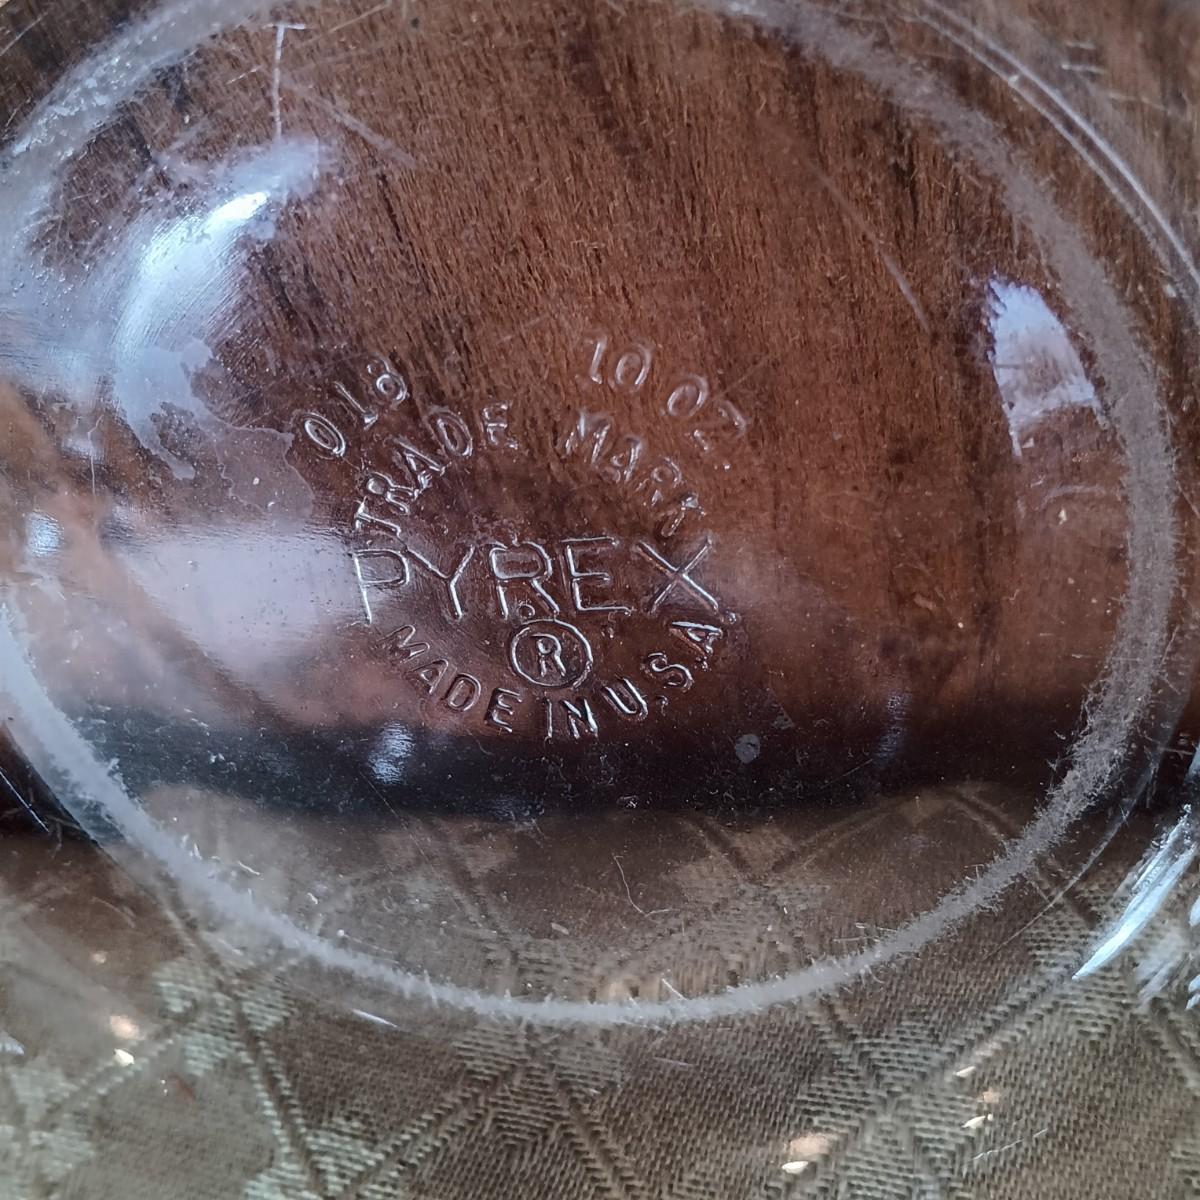 018 10 OZ.
TRADE MARK
PYREX
®
MADE IN U.S.A.